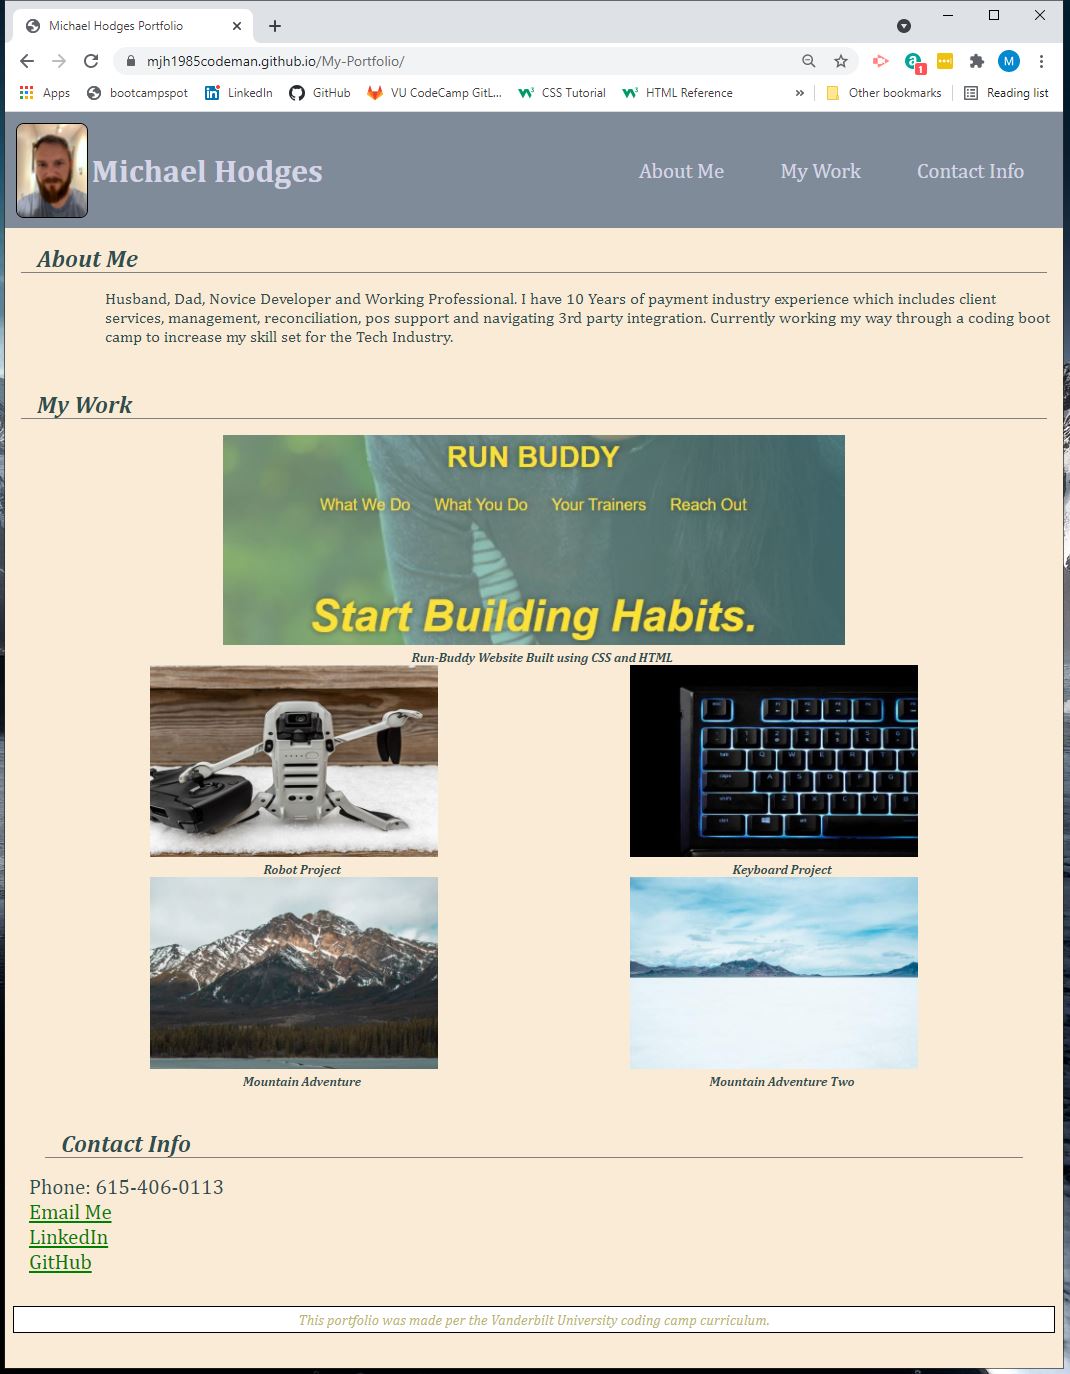 Michael Hodges Portfolio
mjh1985codeman.github.io/My-Portfolio/
1
M
Apps
bootcampspot
LinkedIn
GitHub
VU CodeCamp GitL...
CSS Tutorial
HTML Reference
»
Other bookmarks
Reading list
Michael Hodges
About Me
My Work
Contact Info
About Me
Husband, Dad, Novice Developer and Working Professional. I have 10 Years of payment industry experience which includes client
services, management, reconciliation, pos support and navigating 3rd party integration. Currently working my way through a coding boot
camp to increase my skill set for the Tech Industry.
My Work
RUN BUDDY
What We Do What You Do Your Trainers Reach Out
Start Building Habits.
Run-Buddy Website Built using CSS and HTML
Robot Project
Keyboard Project
Mountain Adventure
Mountain Adventure Two
Contact Info
Phone: 615-406-0113
Email Me
LinkedIn
GitHub
This portfolio was made per the Vanderbilt University coding camp curriculum.